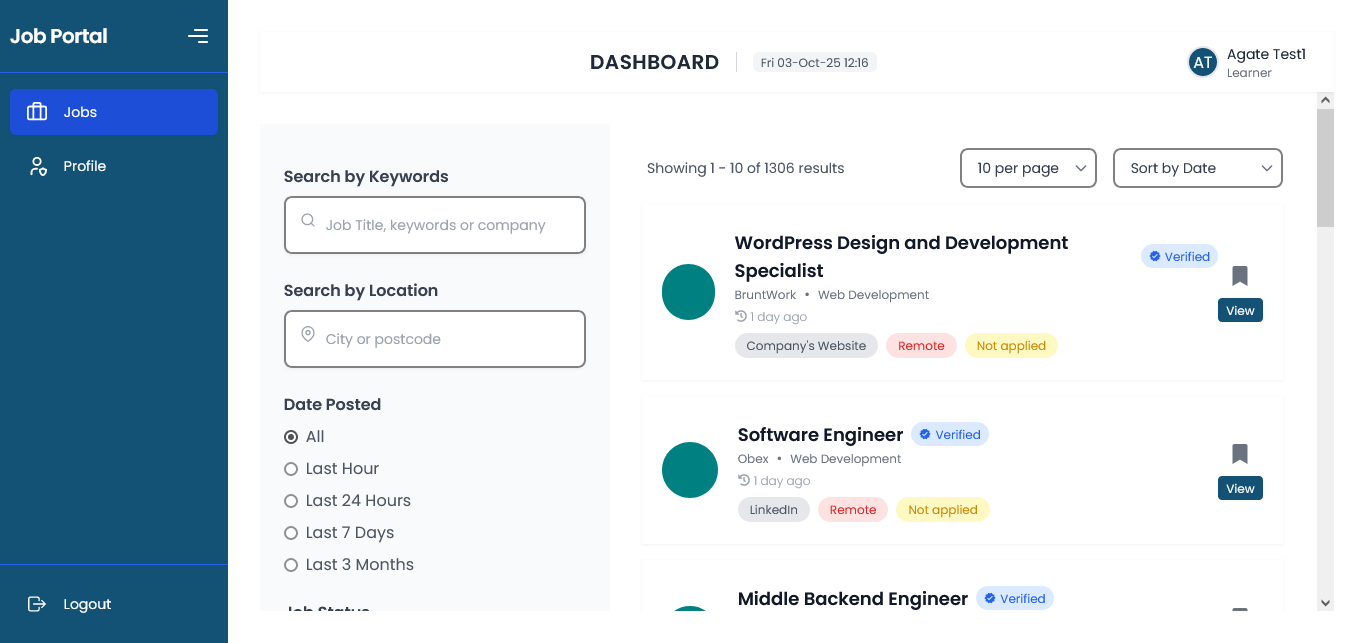 Job Portal
Jobs
Profile
Logout
DASHBOARD
Fri 03-Oct-25 12:16
AT
Agate Test1
Learner
Search by Keywords
Job Title, keywords or company
Search by Location
City or postcode
Date Posted
All
Last Hour
Last 24 Hours
Last 7 Days
Last 3 Months
Job Status
Showing 1 - 10 of 1306 results
10 per page
Sort by Date
WordPress Design and Development
Specialist
Verified
BruntWork • Web Development
1 day ago
View
Company's Website Remote Not applied
Software Engineer Verified
Obex • Web Development
1 day ago
View
LinkedIn Remote Not applied
Middle Backend Engineer Verified